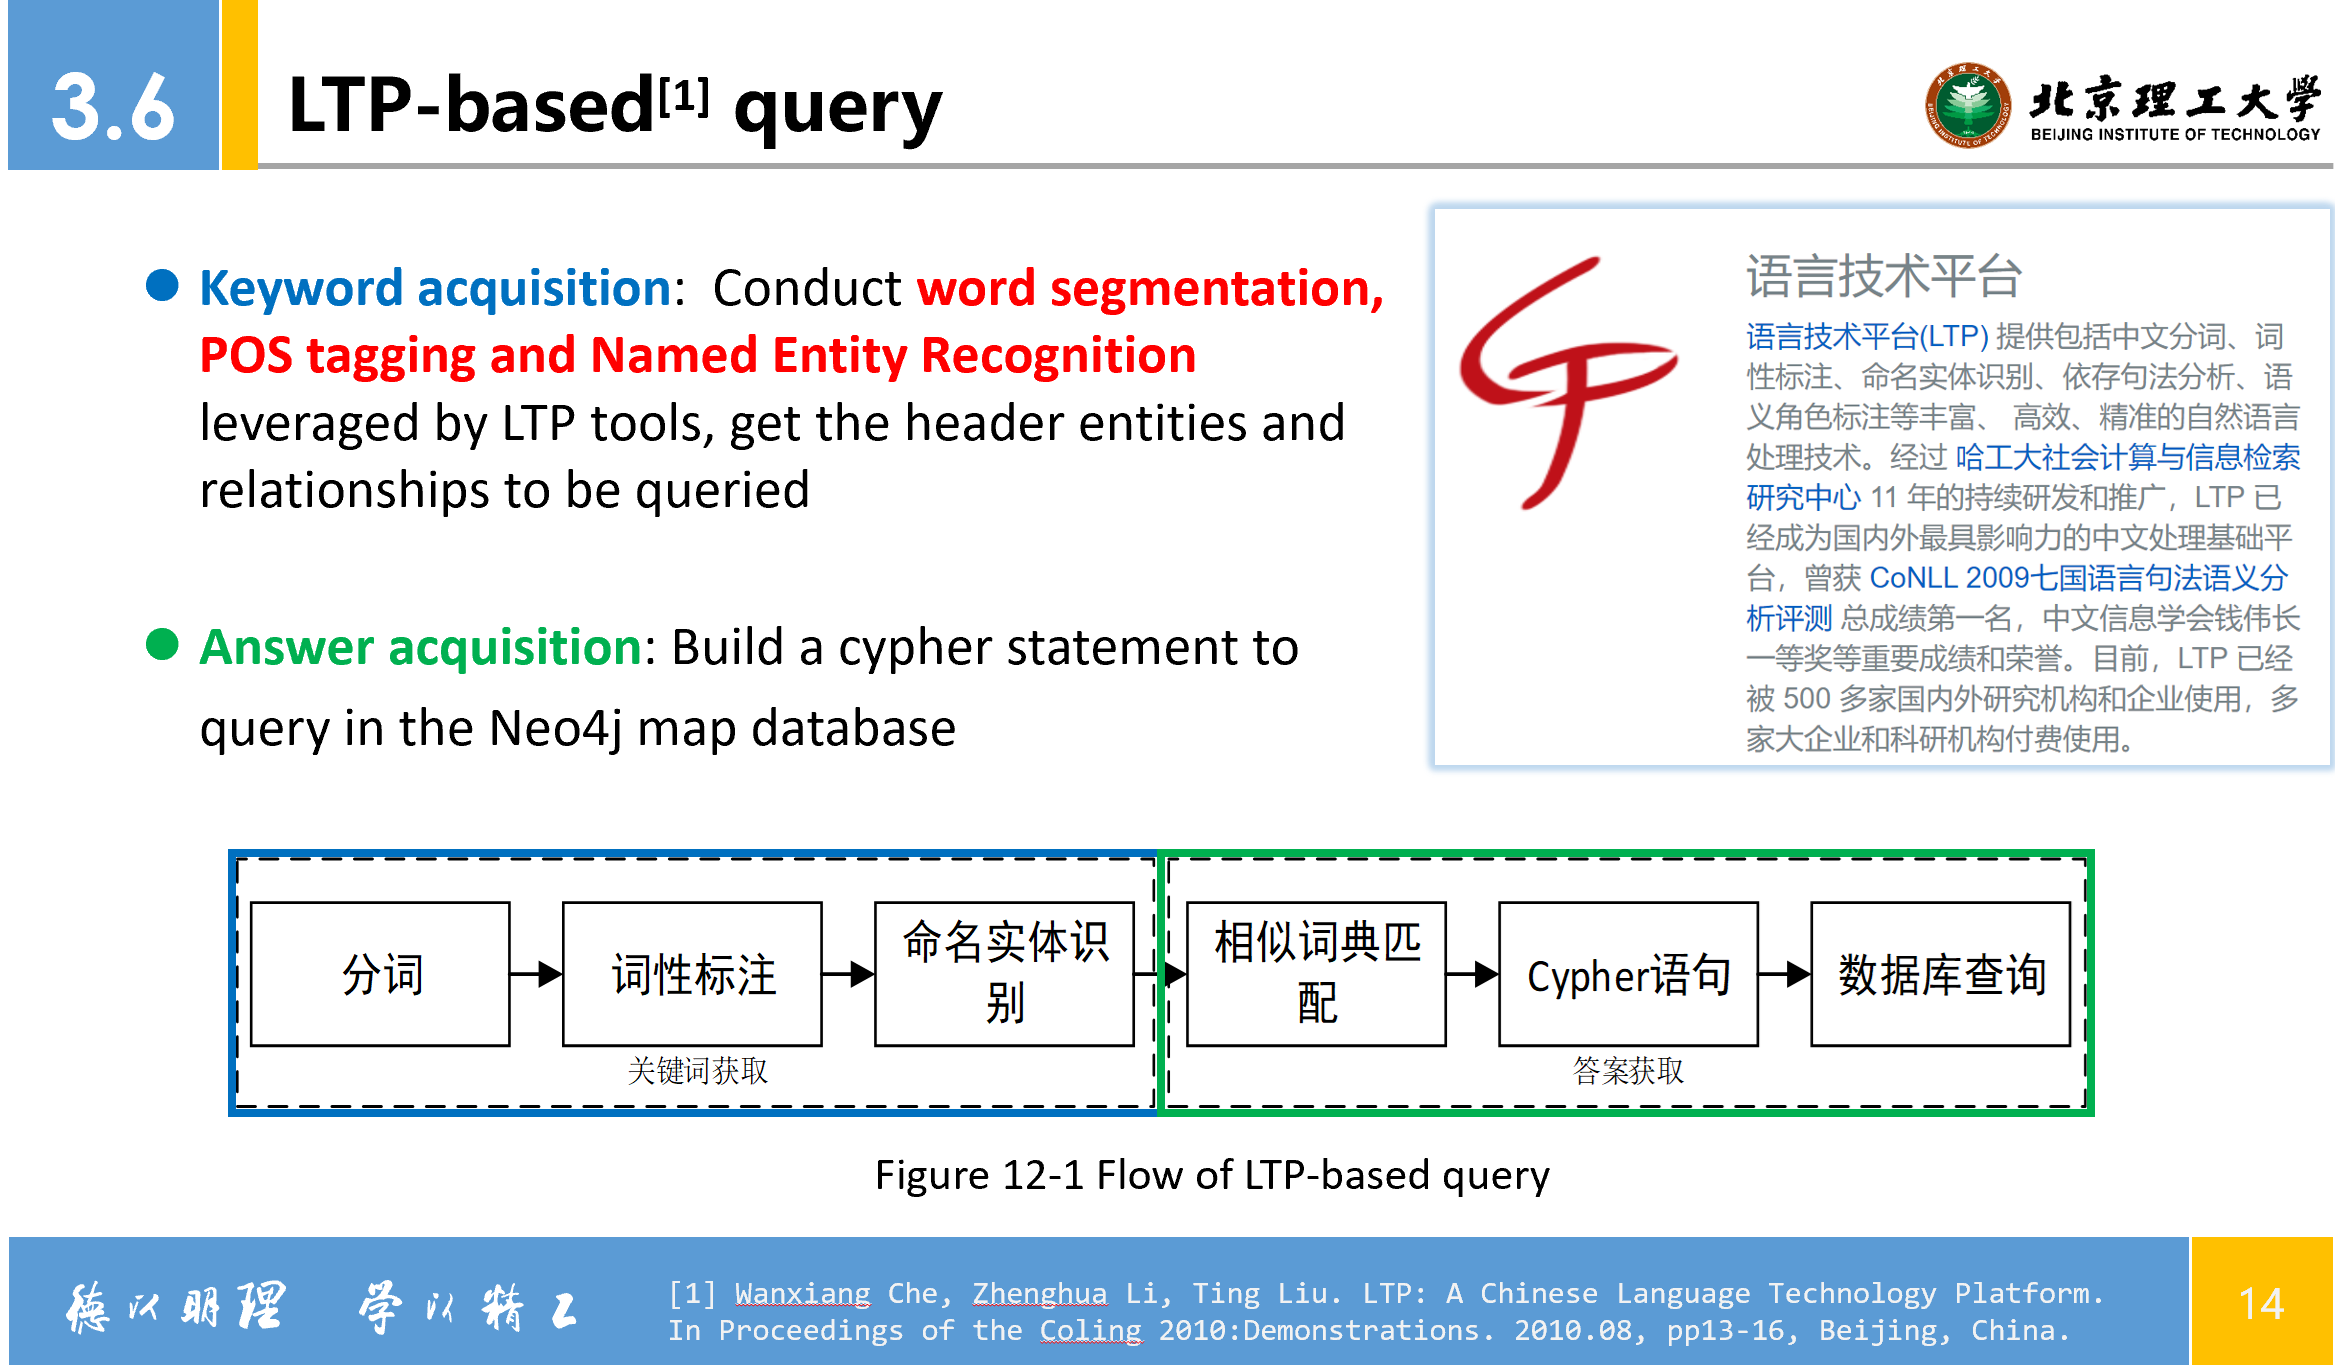 3.6
LTP-based[1] query
北京理工大学
BEIJING INSTITUTE OF TECHNOLOGY
Keyword acquisition: Conduct word segmentation,
POS tagging and Named Entity Recognition
leveraged by LTP tools, get the header entities and
relationships to be queried
Answer acquisition: Build a cypher statement to
query in the Neo4j map database
语言技术平台
语言技术平台(LTP) 提供包括中文分词、词
性标注、命名实体识别、依存句法分析、语
义角色标注等丰富、 高效、精准的自然语言
处理技术。经过 哈工大社会计算与信息检索
研究中心 11 年的持续研发和推广，LTP 已
经成为国内外最具影响力的中文处理基础平
台，曾获 CoNLL 2009七国语言句法语义分
析评测 总成绩第一名，中文信息学会钱伟长
一等奖等重要成绩和荣誉。目前，LTP 已经
被 500 多家国内外研究机构和企业使用，多
家大企业和科研机构付费使用。
分词
词性标注
命名实体识
别
关键词获取
相似词典匹
配
Cypher语句
数据库查询
答案获取
Figure 12-1 Flow of LTP-based query
德以明理 学以精工
[1] Wanxiang Che, Zhenghua Li, Ting Liu. LTP: A Chinese Language Technology Platform.
In Proceedings of the Coling 2010:Demonstrations. 2010.08, pp13-16, Beijing, China.
14